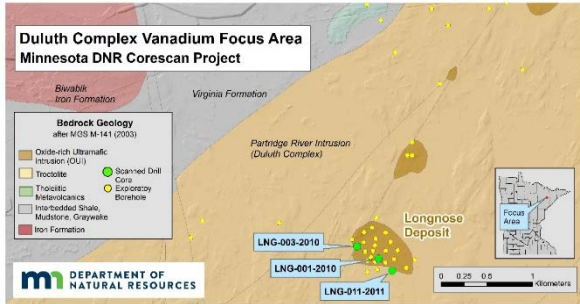 Duluth Complex Vanadium Focus Area
Minnesota DNR Corescan Project
Biwabik
Iron Formation
Virginia Formation
Bedrock Geology
after MGS M-141 (2003)
Oxide-rich Ultramafic
Intrusion (OUI)
Troctolite
Tholeiitic
Metavolcanics
Interbedded Shale,
Mudstone, Graywake
Iron Formation
Scanned Drill
Core
Exploratory
Borehole
Partridge River Intrusion
(Duluth Complex)
Longnose
Deposit
LNG-003-2010
LNG-001-2010
LNG-011-2011
Focus
Area
DEPARTMENT OF
NATURAL RESOURCES
0 0.25 0.5 1
Kilometers